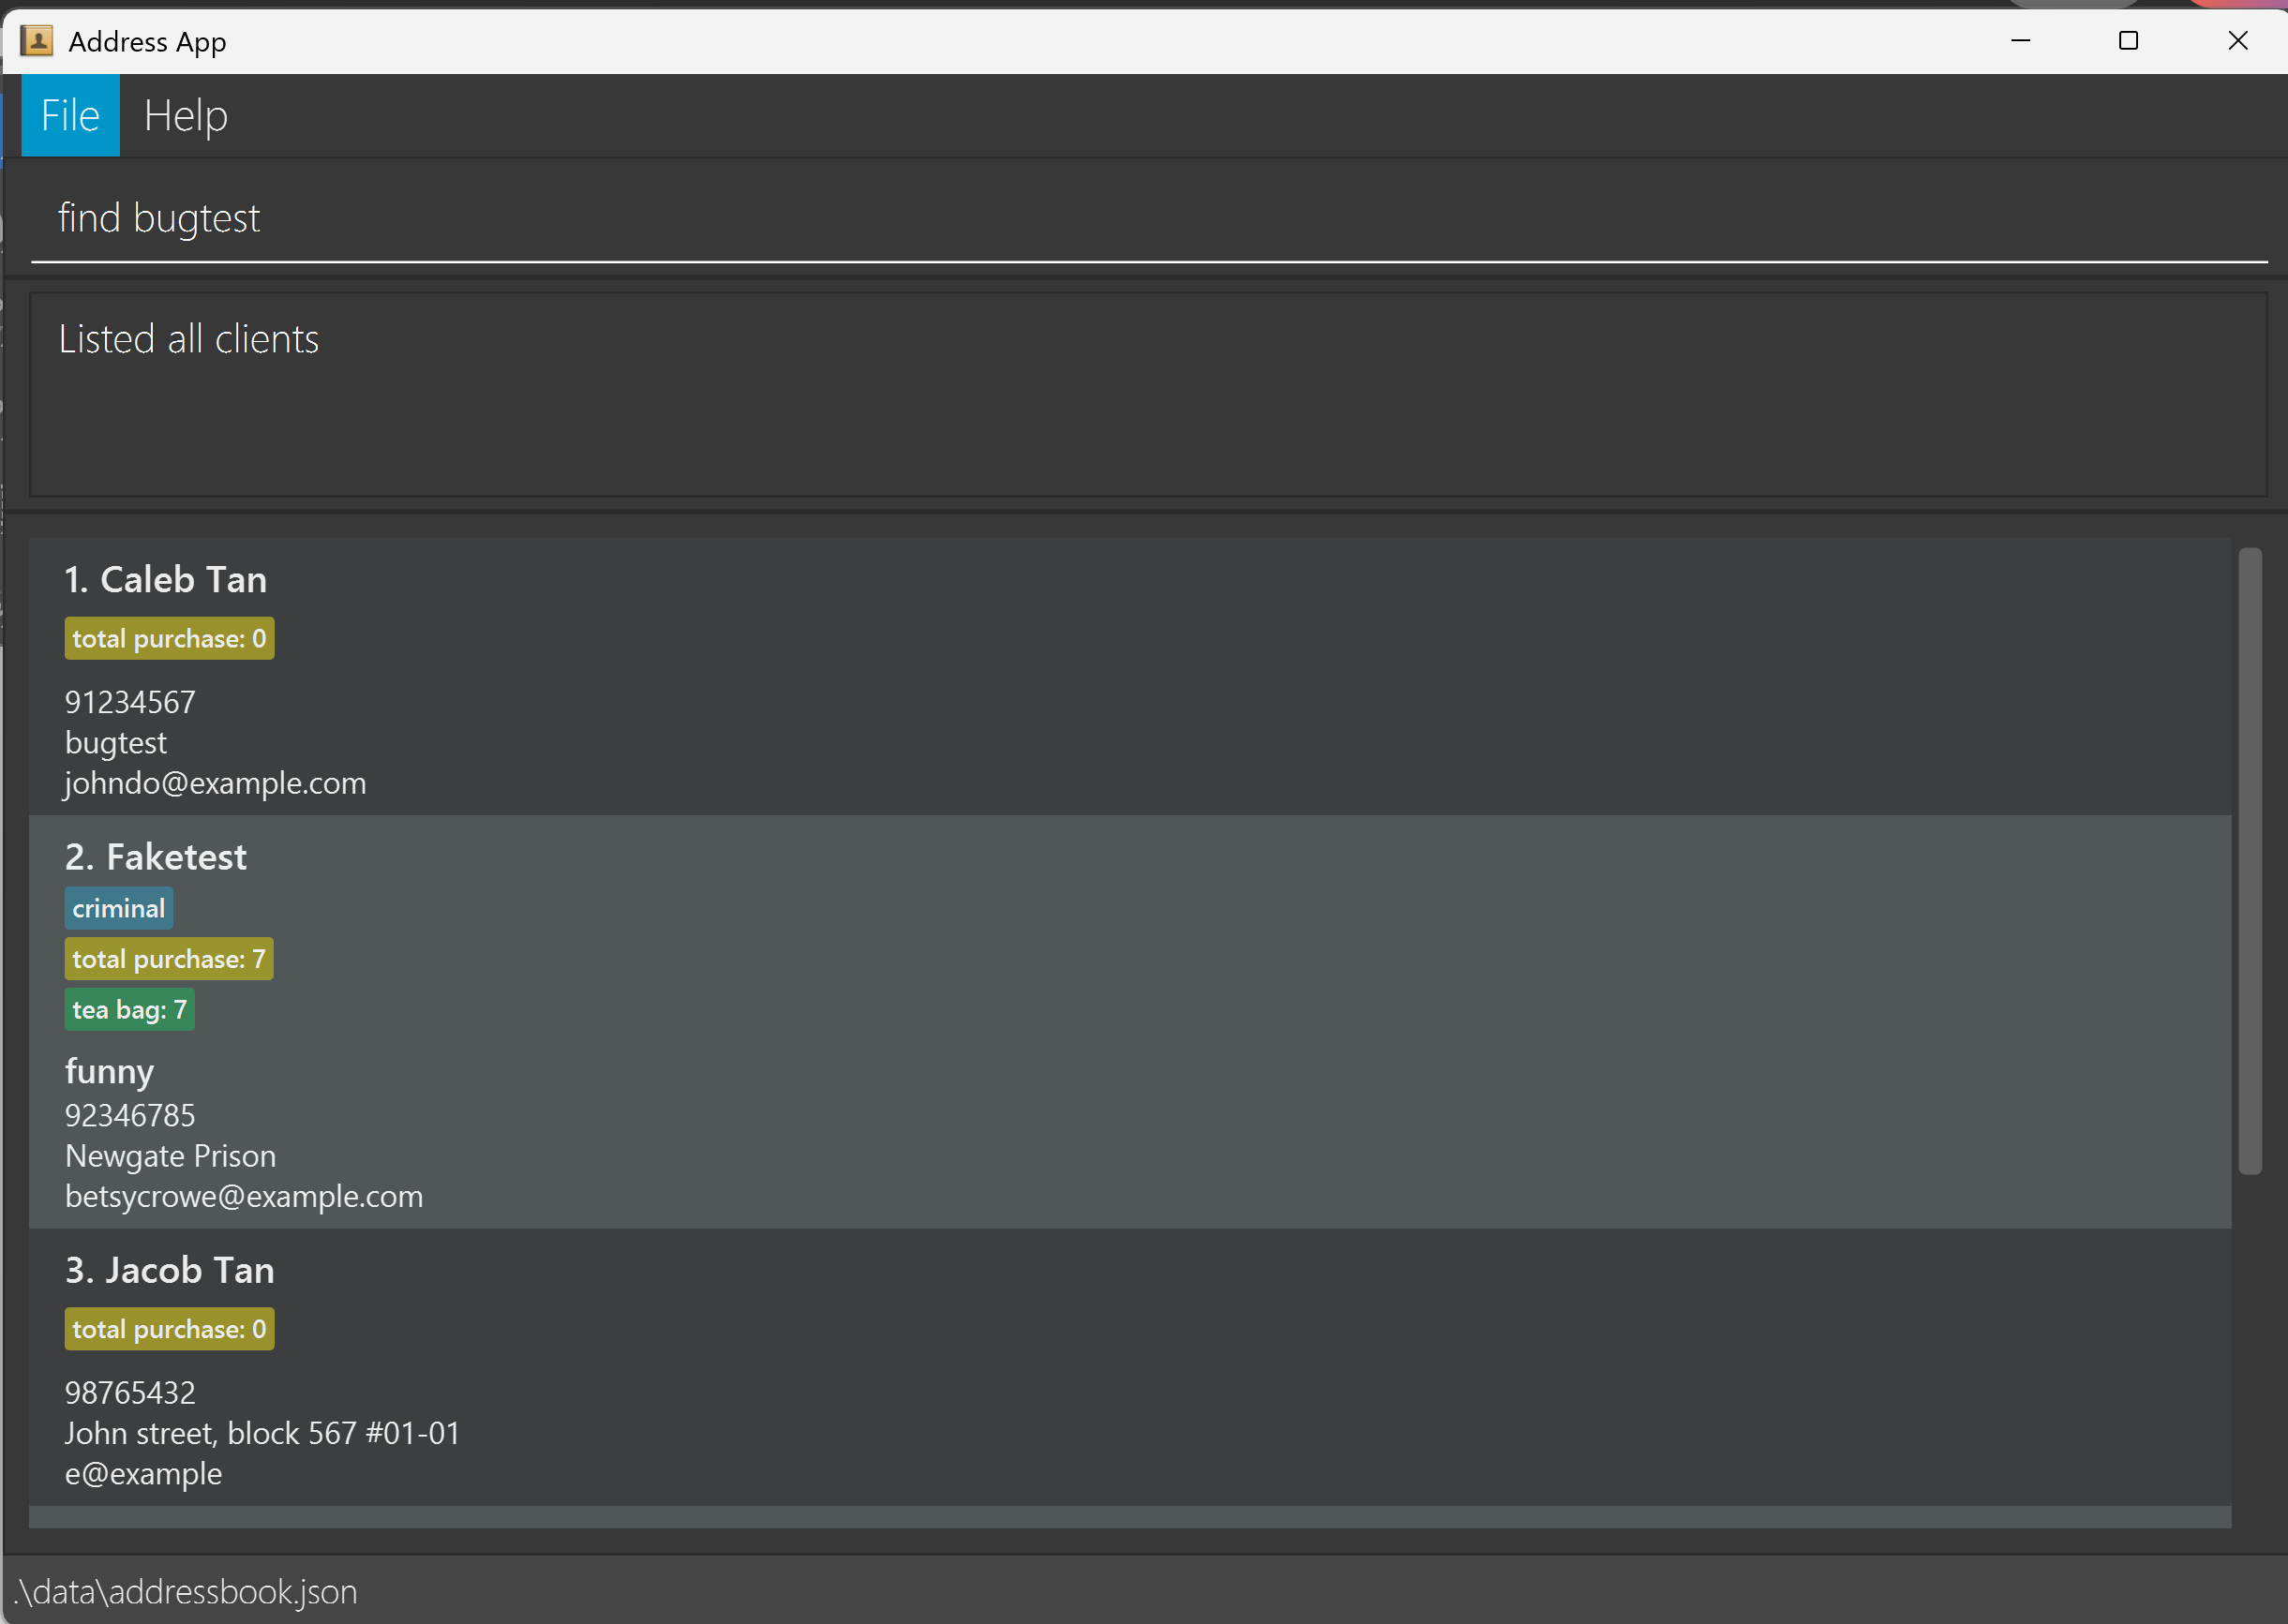 Address App
File Help
find bugtest
Listed all clients
1. Caleb Tan
total purchase: 0
91234567
bugtest
johndo@example.com
2. Faketest
criminal
total purchase: 7
tea bag: 7
funny
92346785
Newgate Prison
betsycrowe@example.com
3. Jacob Tan
total purchase: 0
98765432
John street, block 567 #01-01
e@example
.\data\addressbook.json